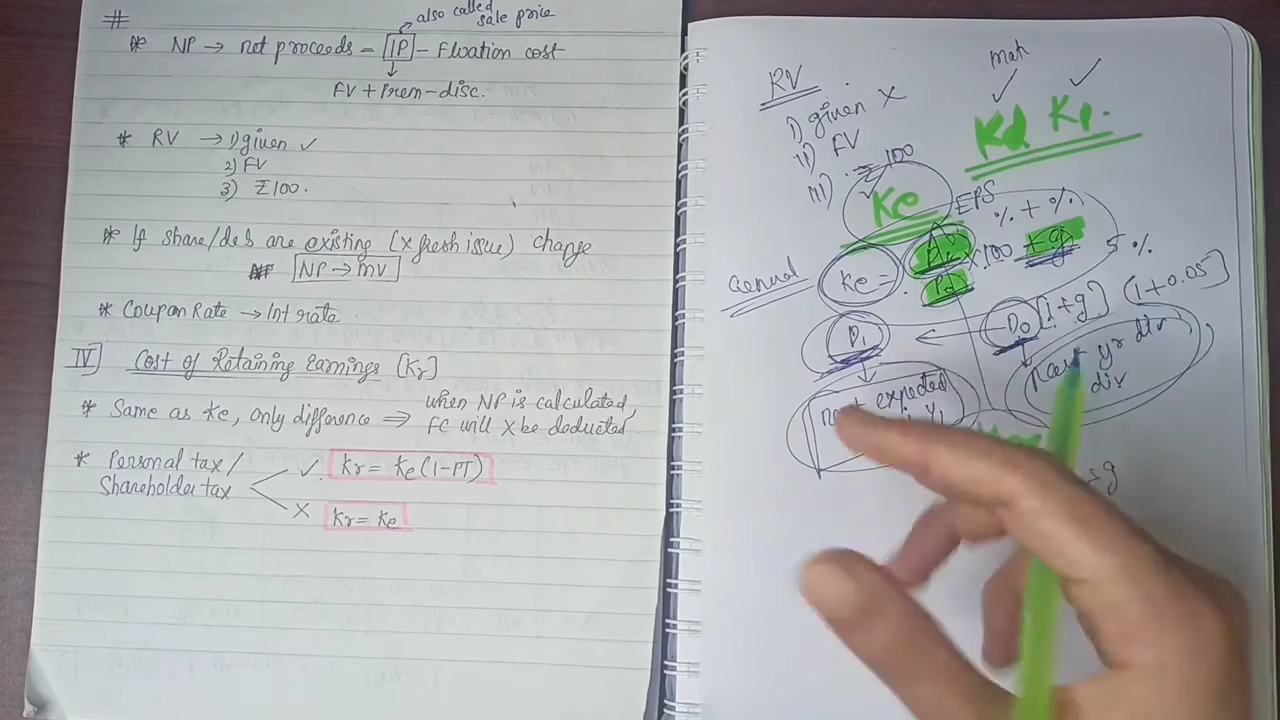 #
also called
sale price
* NP → net proceeds = IP - Floation cost
FV + Prem - disc.
* RV → 1) given ✓
2) FV
3) ₹100.
* If share/deb are existing (x fresh issue) change
NP → MV
* Coupon Rate → Int rate
IV] Cost of Retaining Earnings [Kr]
* Same as Ke, only difference ⇒ when NP is calculated,
FC will x be deducted.
* Personal tax/
Shareholder tax
✓. Kr = Ke(1-PT)
x Kr = Ke
RV
i) given x
ii) FV
iii) ₹100
Kd Kp.
Ke
EPS
% + %
General
Ke = x 100 + g 5 %
D1 ← D0 [1+g] (1+0.05)
yr div
div
expected